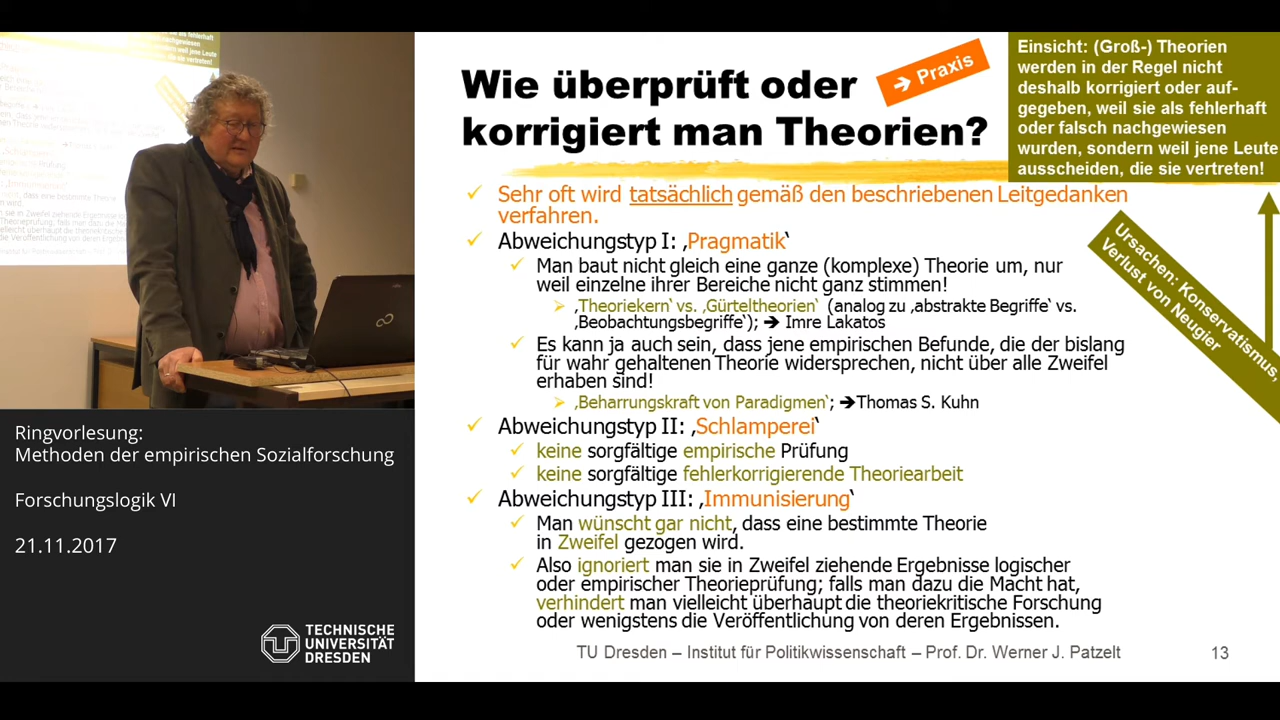 Wie überprüft oder
korrigiert man Theorien?
➔ Praxis
Einsicht: (Groß-) Theorien
werden in der Regel nicht
deshalb korrigiert oder auf-
gegeben, weil sie als fehlerhaft
oder falsch nachgewiesen
wurden, sondern weil jene Leute
ausscheiden, die sie vertreten!
Ursachen: Konservatismus,
Verlust von Neugier
Sehr oft wird tatsächlich gemäß den beschriebenen Leitgedanken
verfahren.
Abweichungstyp I: ‚Pragmatik‘
Man baut nicht gleich eine ganze (komplexe) Theorie um, nur
weil einzelne ihrer Bereiche nicht ganz stimmen!
‚Theoriekern‘ vs. ‚Gürteltheorien‘ (analog zu ‚abstrakte Begriffe‘ vs.
‚Beobachtungsbegriffe‘); ➔ Imre Lakatos
Es kann ja auch sein, dass jene empirischen Befunde, die der bislang
für wahr gehaltenen Theorie widersprechen, nicht über alle Zweifel
erhaben sind!
‚Beharrungskraft von Paradigmen‘; ➔Thomas S. Kuhn
Abweichungstyp II: ‚Schlamperei‘
keine sorgfältige empirische Prüfung
keine sorgfältige fehlerkorrigierende Theoriearbeit
Abweichungstyp III: ‚Immunisierung‘
Man wünscht gar nicht, dass eine bestimmte Theorie
in Zweifel gezogen wird.
Also ignoriert man sie in Zweifel ziehende Ergebnisse logischer
oder empirischer Theorieprüfung; falls man dazu die Macht hat,
verhindert man vielleicht überhaupt die theoriekritische Forschung
oder wenigstens die Veröffentlichung von deren Ergebnissen.
TU Dresden – Institut für Politikwissenschaft – Prof. Dr. Werner J. Patzelt
13
Ringvorlesung:
Methoden der empirischen Sozialforschung
Forschungslogik VI
21.11.2017
TECHNISCHE
UNIVERSITÄT
DRESDEN